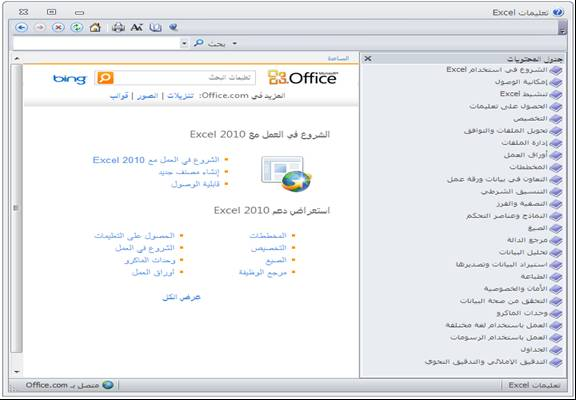 تعليمات Excel
بحث
جدول المحتويات
الشروع في استخدام Excel
إمكانية الوصول
تنشيط Excel
الحصول على تعليمات
التخصيص
تحويل الملفات والتوافق
إدارة الملفات
أوراق العمل
المخططات
التعاون في بيانات ورقة عمل
التنسيق الشرطي
التصفية والفرز
النماذج وعناصر التحكم
الصيغ
مرجع الدالة
تحليل البيانات
استيراد البيانات وتصديرها
الطباعة
الأمان والخصوصية
التحقق من صحة البيانات
وحدات الماكرو
العمل باستخدام لغة مختلفة
العمل باستخدام الرسومات
الجداول
التدقيق الإملائي والتدقيق النحوي
Microsoft
Office
تعليمات البحث
bing
المزيد في Office.com: تنزيلات | الصور | قوالب
الشروع في العمل مع Excel 2010
الشروع في العمل مع Excel 2010
إنشاء مصنف جديد
قابلية الوصول
استعراض دعم Excel 2010
المخططات
التخصيص
الصيغ
مرجع الوظيفة
الحصول على التعليمات
الشروع في العمل
وحدات الماكرو
أوراق العمل
عرض الكل
تعليمات Excel
متصل بـ Office.com